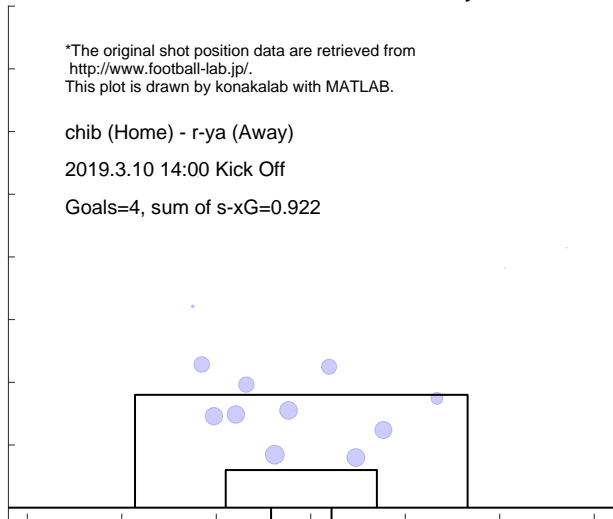 *The original shot position data are retrieved from
http://www.football-lab.jp/.
This plot is drawn by konakalab with MATLAB.
chib (Home) - r-ya (Away)
2019.3.10 14:00 Kick Off
Goals=4, sum of s-xG=0.922